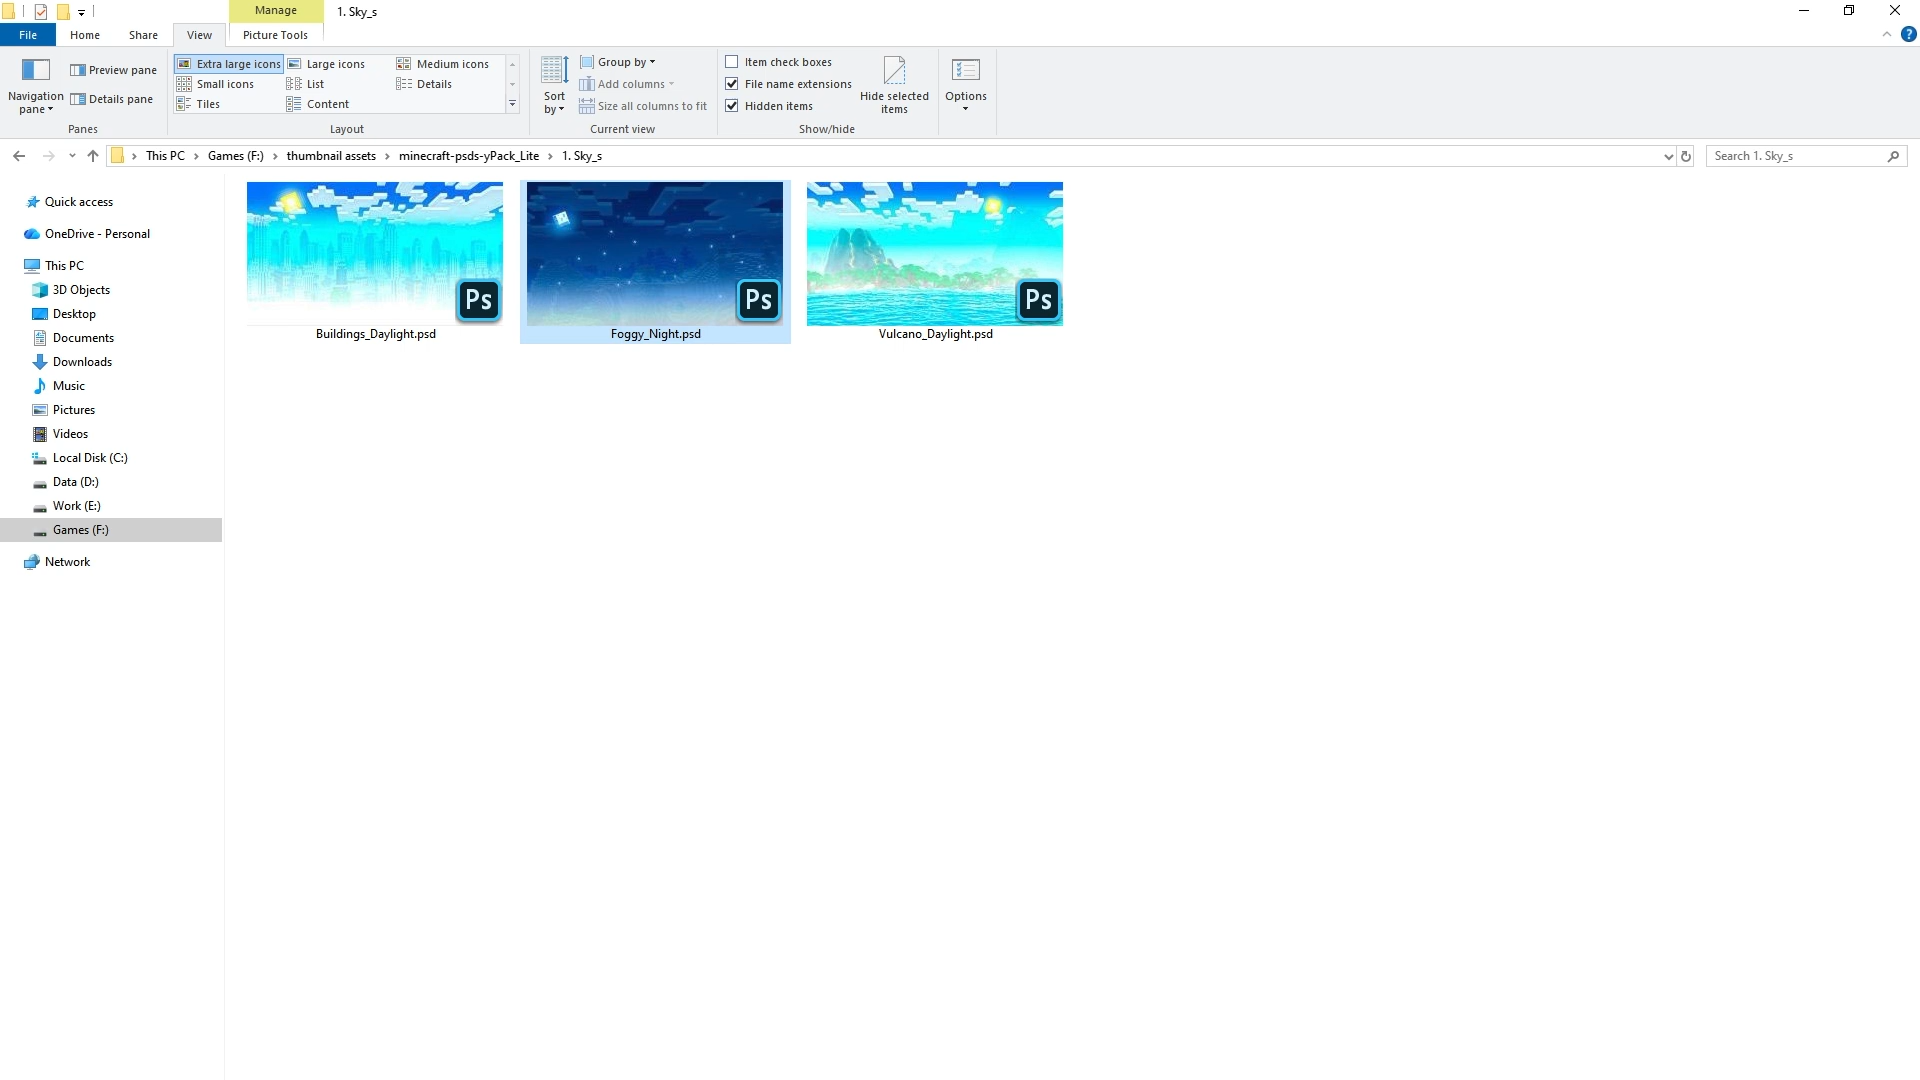 Manage
1. Sky_s
File
Home
Share
View
Picture Tools
?
Navigation pane
Preview pane
Details pane
Panes
Extra large icons
Large icons
Medium icons
Small icons
List
Details
Tiles
Content
Layout
Sort by
Group by
Add columns
Size all columns to fit
Current view
Item check boxes
File name extensions
Hidden items
Hide selected items
Show/hide
Options
This PC > Games (F:) > thumbnail assets > minecraft-psds-yPack_Lite > 1. Sky_s
Search 1. Sky_s
Quick access
OneDrive - Personal
This PC
3D Objects
Desktop
Documents
Downloads
Music
Pictures
Videos
Local Disk (C:)
Data (D:)
Work (E:)
Games (F:)
Network
Ps
Buildings_Daylight.psd
Ps
Foggy_Night.psd
Ps
Vulcano_Daylight.psd